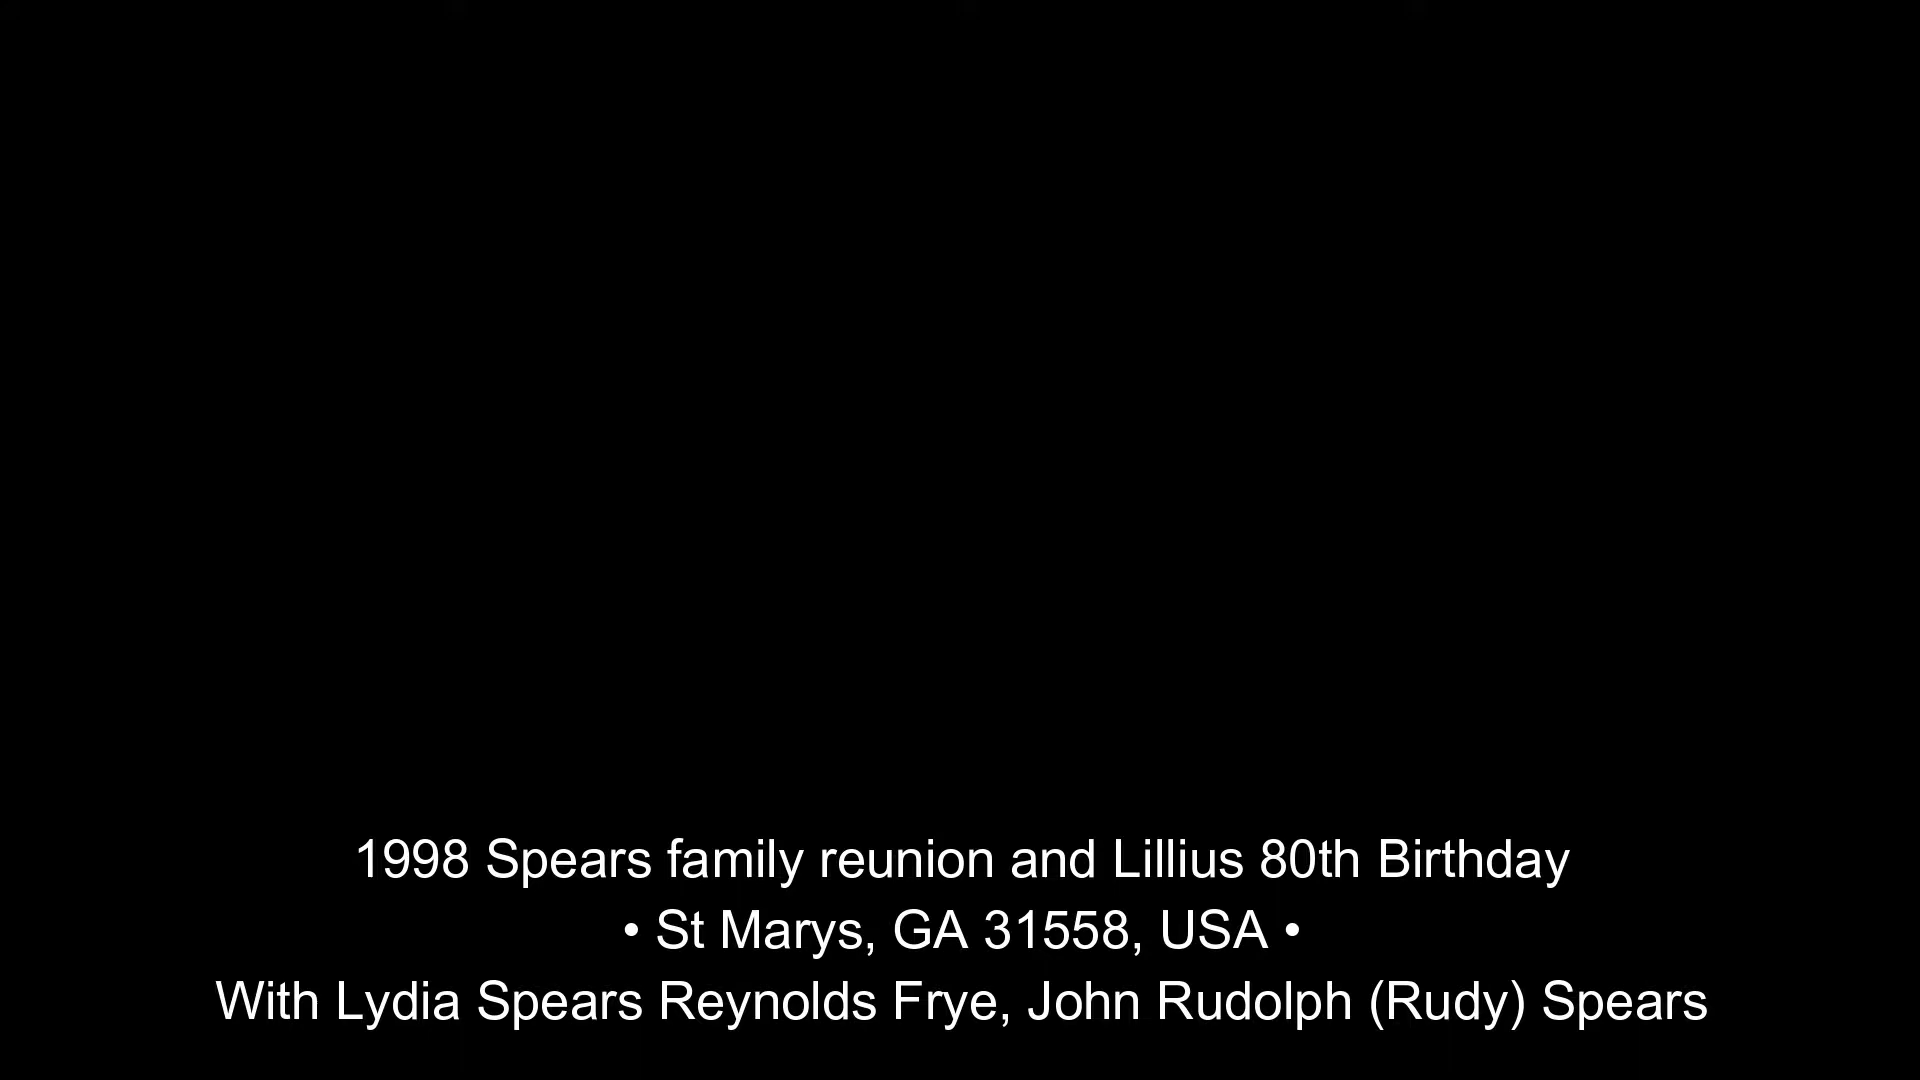 1998 Spears family reunion and Lillius 80th Birthday
• St Marys, GA 31558, USA •
With Lydia Spears Reynolds Frye, John Rudolph (Rudy) Spears